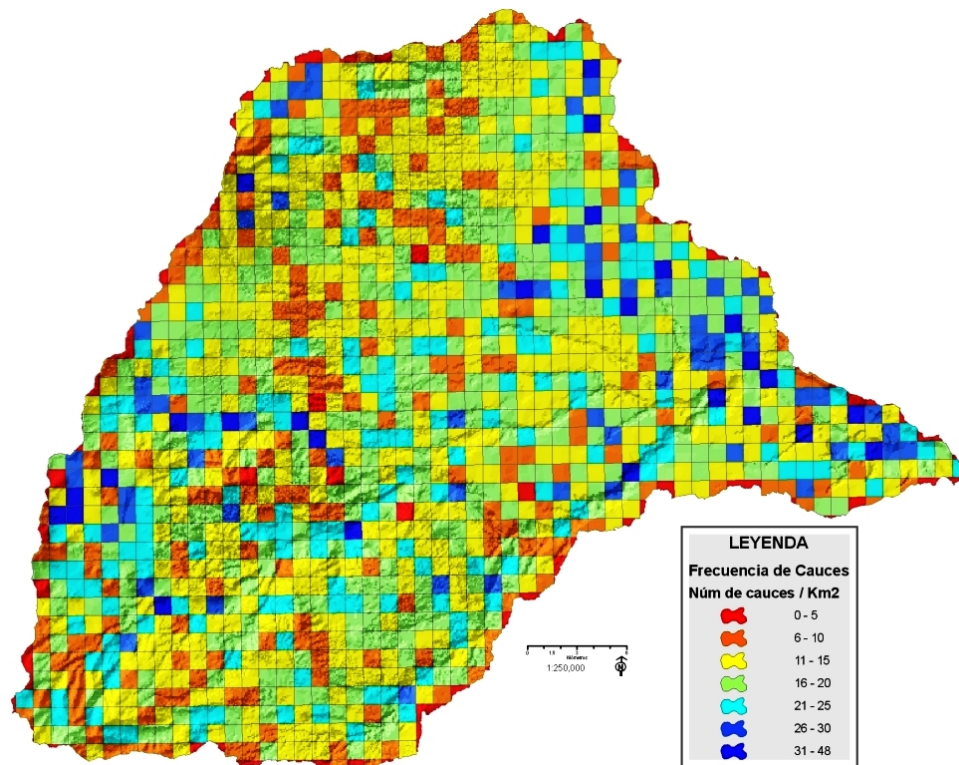 LEYENDA
Frecuencia de Cauces
Núm de cauces / Km2
0 - 5
6 - 10
11 - 15
16 - 20
21 - 25
26 - 30
31 - 48
1:250,000
N